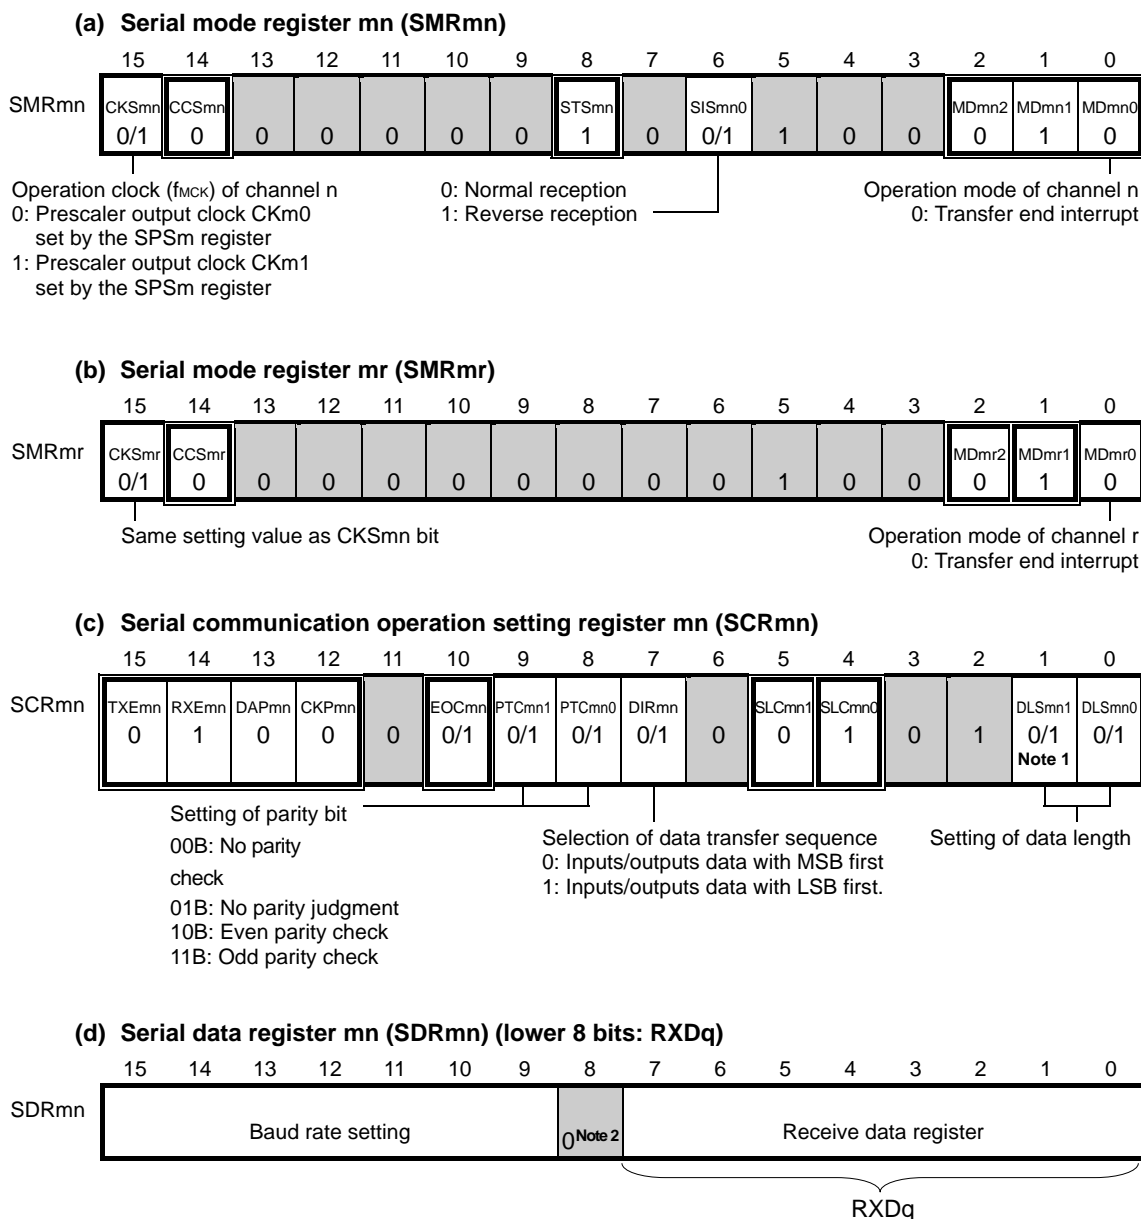 (a) Serial mode register mn (SMRmn)
15 14 13 12 11 10 9 8 7 6 5 4 3 2 1 0
SMRmn CKSmn CCSmn STSmn SISmn0 MDmn2 MDmn1 MDmn0
0/1 0 0 0 0 0 0 1 0 0/1 1 0 0 0 1 0
Operation clock (fMCK) of channel n
0: Prescaler output clock CKm0
set by the SPSm register
1: Prescaler output clock CKm1
set by the SPSm register
0: Normal reception
1: Reverse reception
Operation mode of channel n
0: Transfer end interrupt
(b) Serial mode register mr (SMRmr)
15 14 13 12 11 10 9 8 7 6 5 4 3 2 1 0
SMRmr CKSmr CCSmr MDmr2 MDmr1 MDmr0
0/1 0 0 0 0 0 0 0 0 0 1 0 0 0 1 0
Same setting value as CKSmn bit
Operation mode of channel r
0: Transfer end interrupt
(c) Serial communication operation setting register mn (SCRmn)
15 14 13 12 11 10 9 8 7 6 5 4 3 2 1 0
SCRmn TXEmn RXEmn DAPmn CKPmn EOCmn PTCmn1 PTCmn0 DIRmn SLCmn1 SLCmn0 DLSmn1 DLSmn0
0 1 0 0 0 0/1 0/1 0/1 0/1 0 0 1 0 1 0/1 0/1
Note 1
Setting of parity bit
00B: No parity
check
01B: No parity judgment
10B: Even parity check
11B: Odd parity check
Selection of data transfer sequence
0: Inputs/outputs data with MSB first
1: Inputs/outputs data with LSB first.
Setting of data length
(d) Serial data register mn (SDRmn) (lower 8 bits: RXDq)
15 14 13 12 11 10 9 8 7 6 5 4 3 2 1 0
SDRmn Baud rate setting 0 Note 2 Receive data register
RXDq